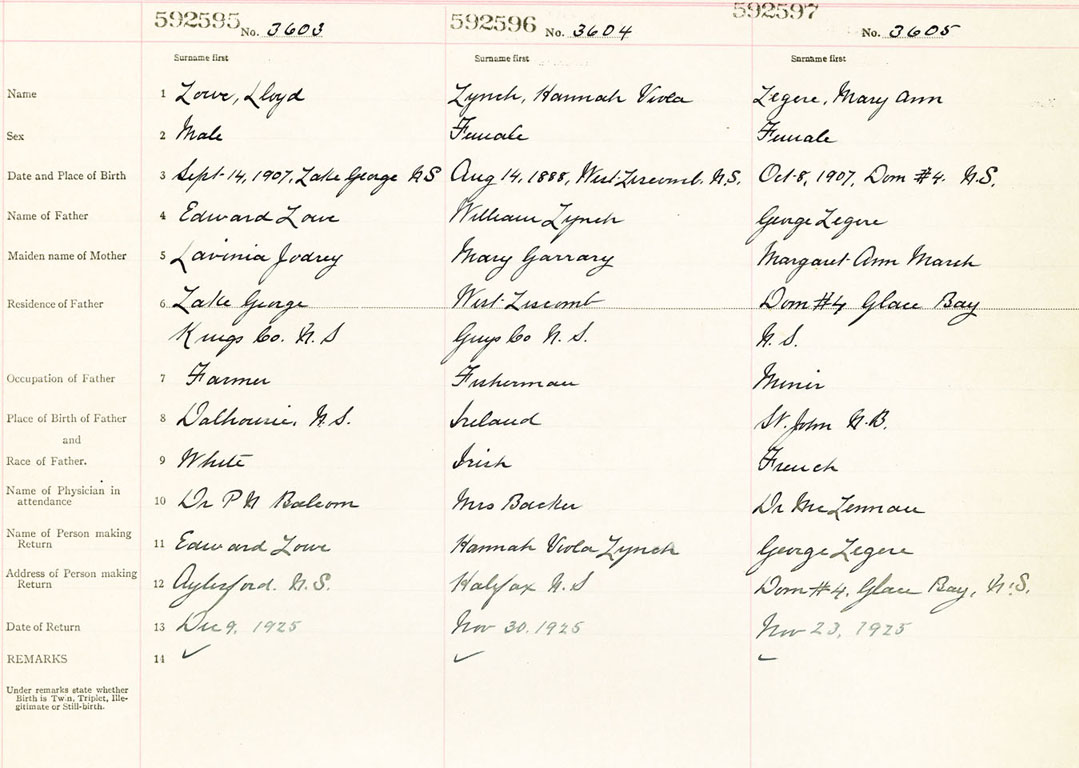 592595 No. 3603 592596 No. 3604 592597 No. 3605
Surname first Surname first Surname first
Name 1 Lowe, Lloyd Lynch, Hannah Viola Legere, Mary Ann
Sex 2 Male Female Female
Date and Place of Birth 3 Sept. 14, 1907, Lake George N.S Aug 14, 1888, West Liscomb, N.S. Oct 8, 1907, Dom #4. N.S.
Name of Father 4 Edward Lowe William Lynch George Legere
Maiden name of Mother 5 Lavinia Jodrey Mary Garrary Margaret Ann March
Residence of Father 6 Lake George West Liscomb Dom #4 Glace Bay
Kings Co. N.S Guys Co N.S. N.S.
Occupation of Father 7 Farmer Fisherman Miner
Place of Birth of Father 8 Dalhousie, N.S. Ireland St. John N.B.
and
Race of Father. 9 White Irish French
Name of Physician in
attendance 10 Dr P N Balcom Mrs Backer Dr McLennan
Name of Person making
Return 11 Edward Lowe Hannah Viola Lynch George Legere
Address of Person making
Return 12 Aylesford. N.S. Halifax N.S Dom #4, Glace Bay, N.S.
Date of Return 13 Dec 9, 1925 Nov 30, 1925 Nov 23, 1925
REMARKS 14 ✓ ✓ ✓
Under remarks state whether
Birth is Twin, Triplet, Ille-
gitimate or Still-birth.